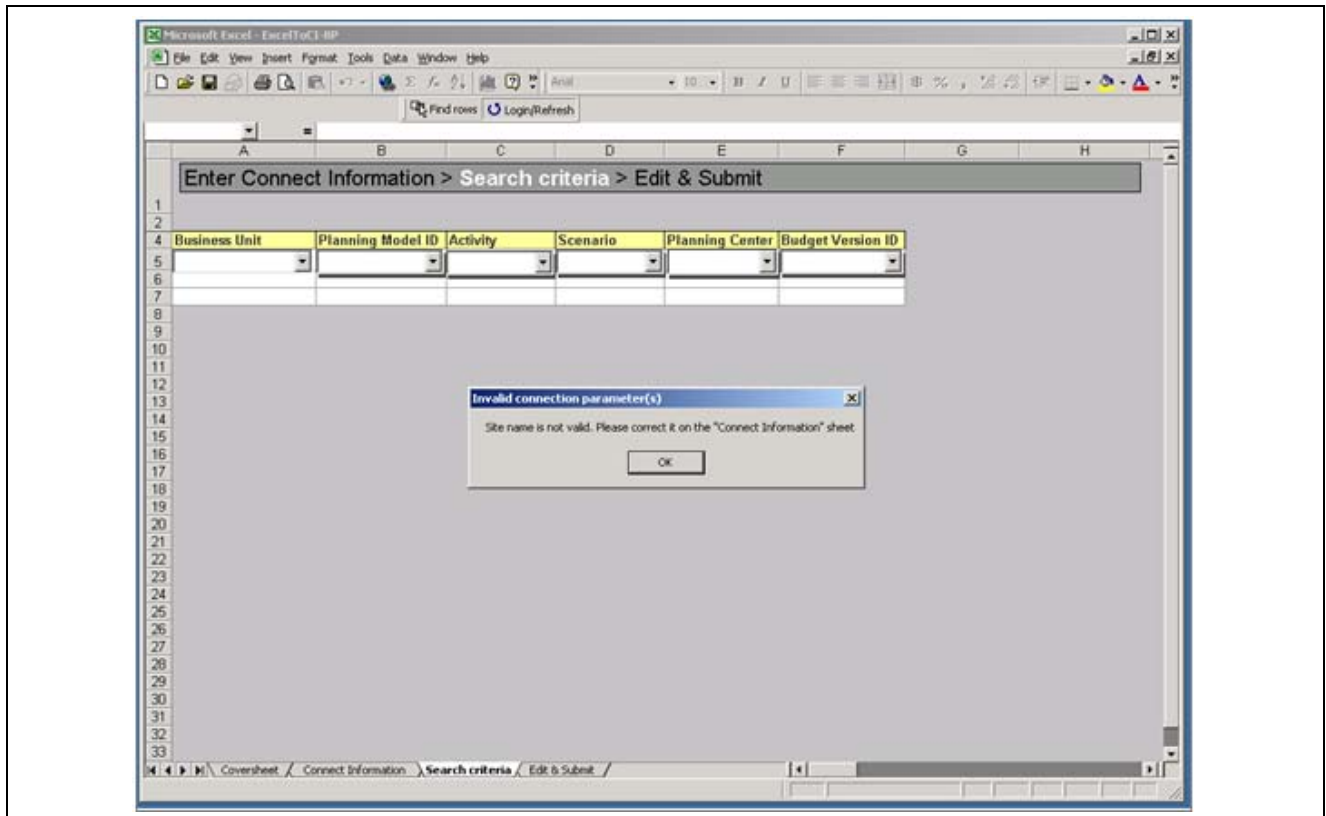 Microsoft Excel - ExcelToCI-BP
File Edit View Insert Format Tools Data Window Help
Arial 10 B I U $ % ,
Find rows Login/Refresh
=
A B C D E F G H
Enter Connect Information > Search criteria > Edit & Submit
1
2
4 Business Unit Planning Model ID Activity Scenario Planning Center Budget Version ID
5
6
7
8
9
10
11
12
13 Invalid connection parameter(s)
14 Site name is not valid. Please correct it on the "Connect Information" sheet
15
16 OK
17
18
19
20
21
22
23
24
25
26
27
28
29
30
31
32
33
Coversheet / Connect Information \ Search criteria / Edit & Submit /